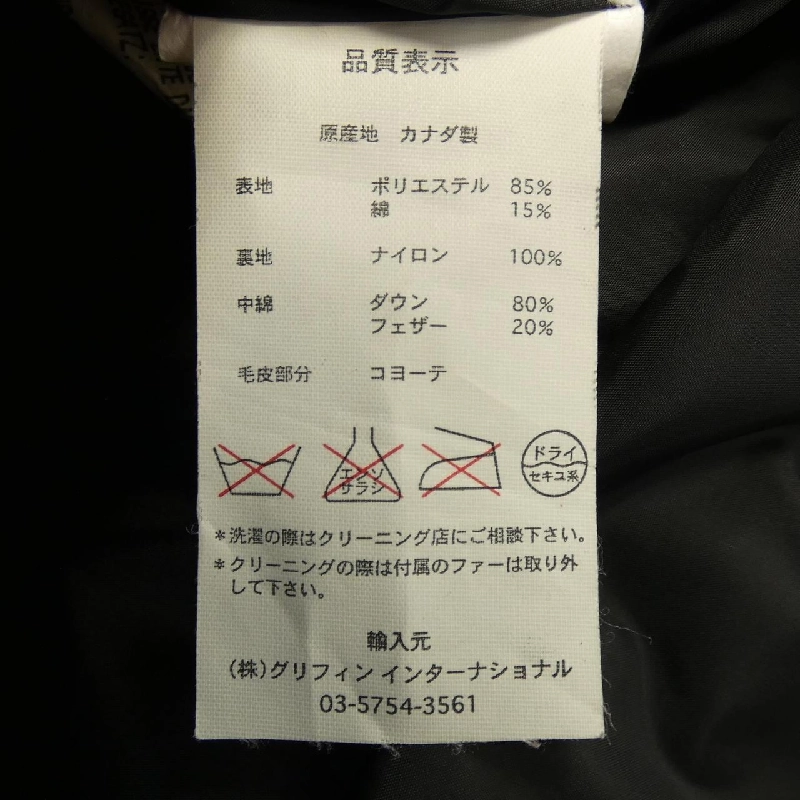 品質表示
原産地 カナダ製
表地 ポリエステル 85%
綿 15%
裏地 ナイロン 100%
中綿 ダウン 80%
フェザー 20%
毛皮部分 コヨーテ
エンソ
サラシ
ドライ
セキユ系
*洗濯の際はクリーニング店にご相談下さい。
*クリーニングの際は付属のファーは取り外
して下さい。
輸入元
(株)グリフィン インターナショナル
03-5754-3561